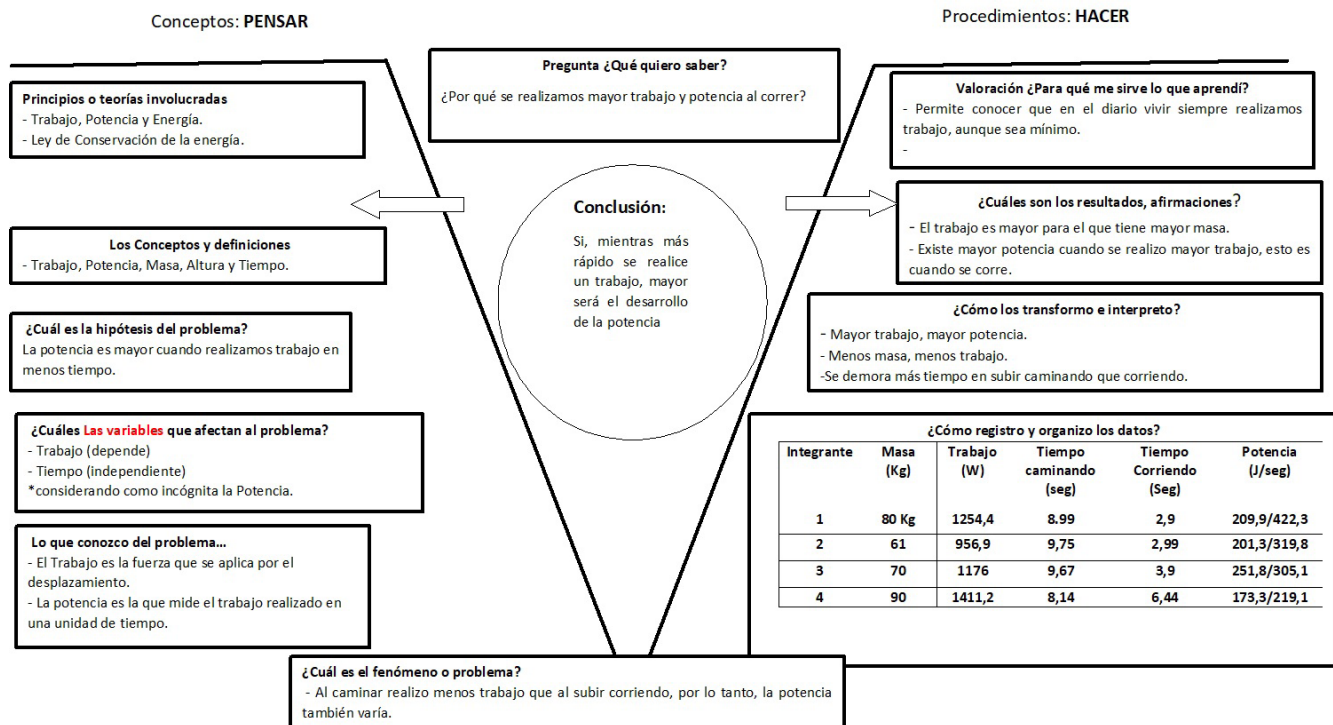 Conceptos: PENSAR
Procedimientos: HACER
Pregunta ¿Qué quiero saber?
¿Por qué se realizamos mayor trabajo y potencia al correr?
Principios o teorías involucradas
- Trabajo, Potencia y Energía.
- Ley de Conservación de la energía.
Valoración ¿Para qué me sirve lo que aprendí?
- Permite conocer que en el diario vivir siempre realizamos
trabajo, aunque sea mínimo.
-
Conclusión:
Si, mientras más
rápido se realice
un trabajo, mayor
será el desarrollo
de la potencia
¿Cuáles son los resultados, afirmaciones?
- El trabajo es mayor para el que tiene mayor masa.
- Existe mayor potencia cuando se realizo mayor trabajo, esto es
cuando se corre.
Los Conceptos y definiciones
- Trabajo, Potencia, Masa, Altura y Tiempo.
¿Cómo los transformo e interpreto?
- Mayor trabajo, mayor potencia.
- Menos masa, menos trabajo.
-Se demora más tiempo en subir caminando que corriendo.
¿Cuál es la hipótesis del problema?
La potencia es mayor cuando realizamos trabajo en
menos tiempo.
¿Cuáles Las variables que afectan al problema?
- Trabajo (depende)
- Tiempo (independiente)
*considerando como incógnita la Potencia.
¿Cómo registro y organizo los datos?
Integrante Masa (Kg) Trabajo (W) Tiempo caminando (seg) Tiempo Corriendo (Seg) Potencia (J/seg)
1 80 Kg 1254,4 8.99 2,9 209,9/422,3
2 61 956,9 9,75 2,99 201,3/319,8
3 70 1176 9,67 3,9 251,8/305,1
4 90 1411,2 8,14 6,44 173,3/219,1
Lo que conozco del problema…
- El Trabajo es la fuerza que se aplica por el
desplazamiento.
- La potencia es la que mide el trabajo realizado en
una unidad de tiempo.
¿Cuál es el fenómeno o problema?
- Al caminar realizo menos trabajo que al subir corriendo, por lo tanto, la potencia
también varía.